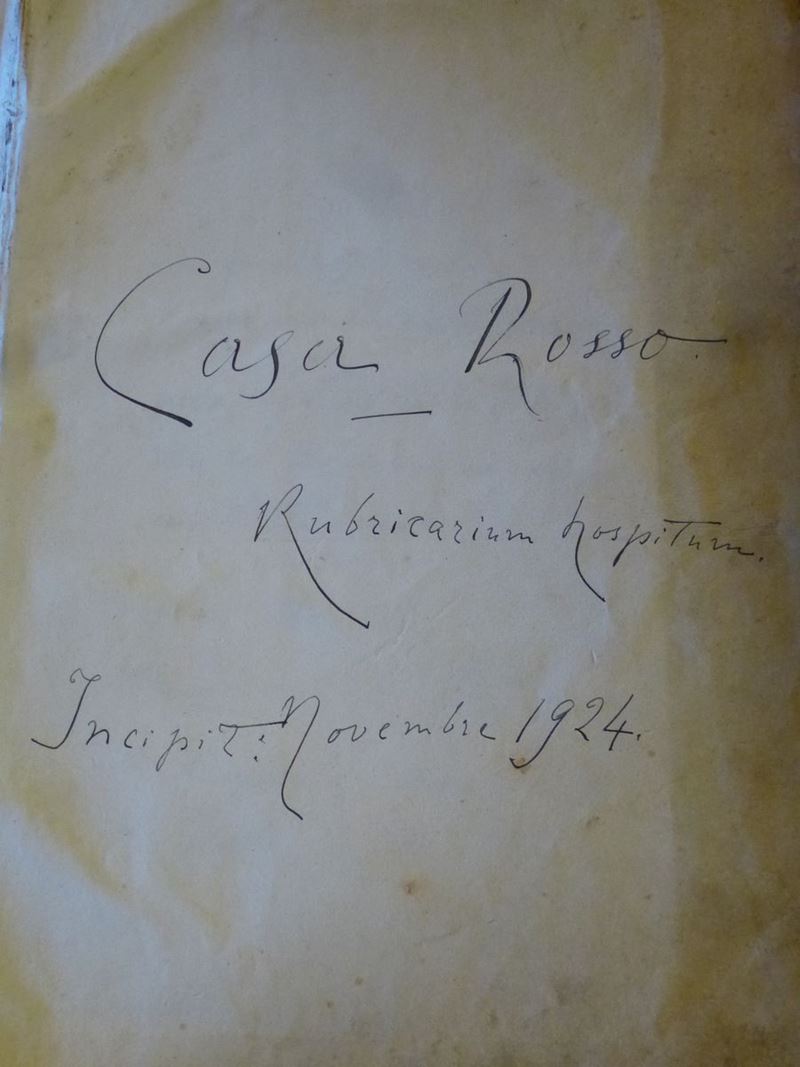 Casa Rosso.
Rubricarium hospitum.
Incipit: Novembre 1924.